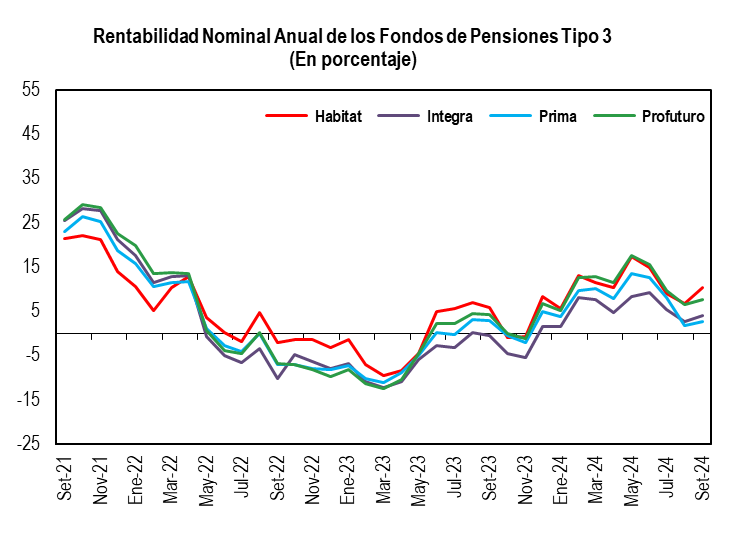 Rentabilidad Nominal Anual de los Fondos de Pensiones Tipo 3
(En porcentaje)
55
45
35
25
15
5
-5
-15
-25
Habitat Integra Prima Profuturo
Set-21 Nov-21 Ene-22 Mar-22 May-22 Jul-22 Set-22 Nov-22 Ene-23 Mar-23 May-23 Jul-23 Set-23 Nov-23 Ene-24 Mar-24 May-24 Jul-24 Set-24